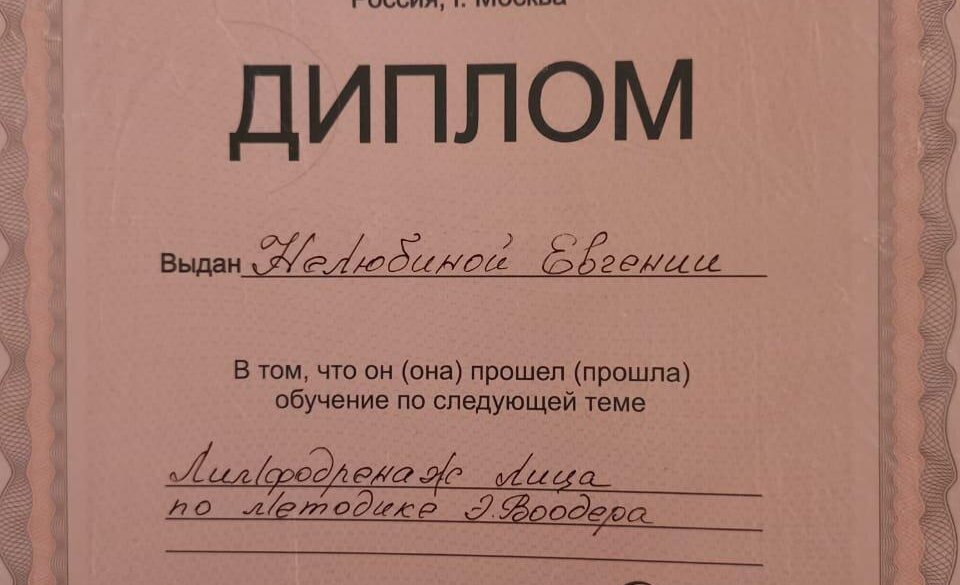 Россия, г. Москва
ДИПЛОМ
Выдан Нелюбиной Евгении
В том, что он (она) прошел (прошла)
обучение по следующей теме
Лимфодренаж лица
по методике Э.Воодера